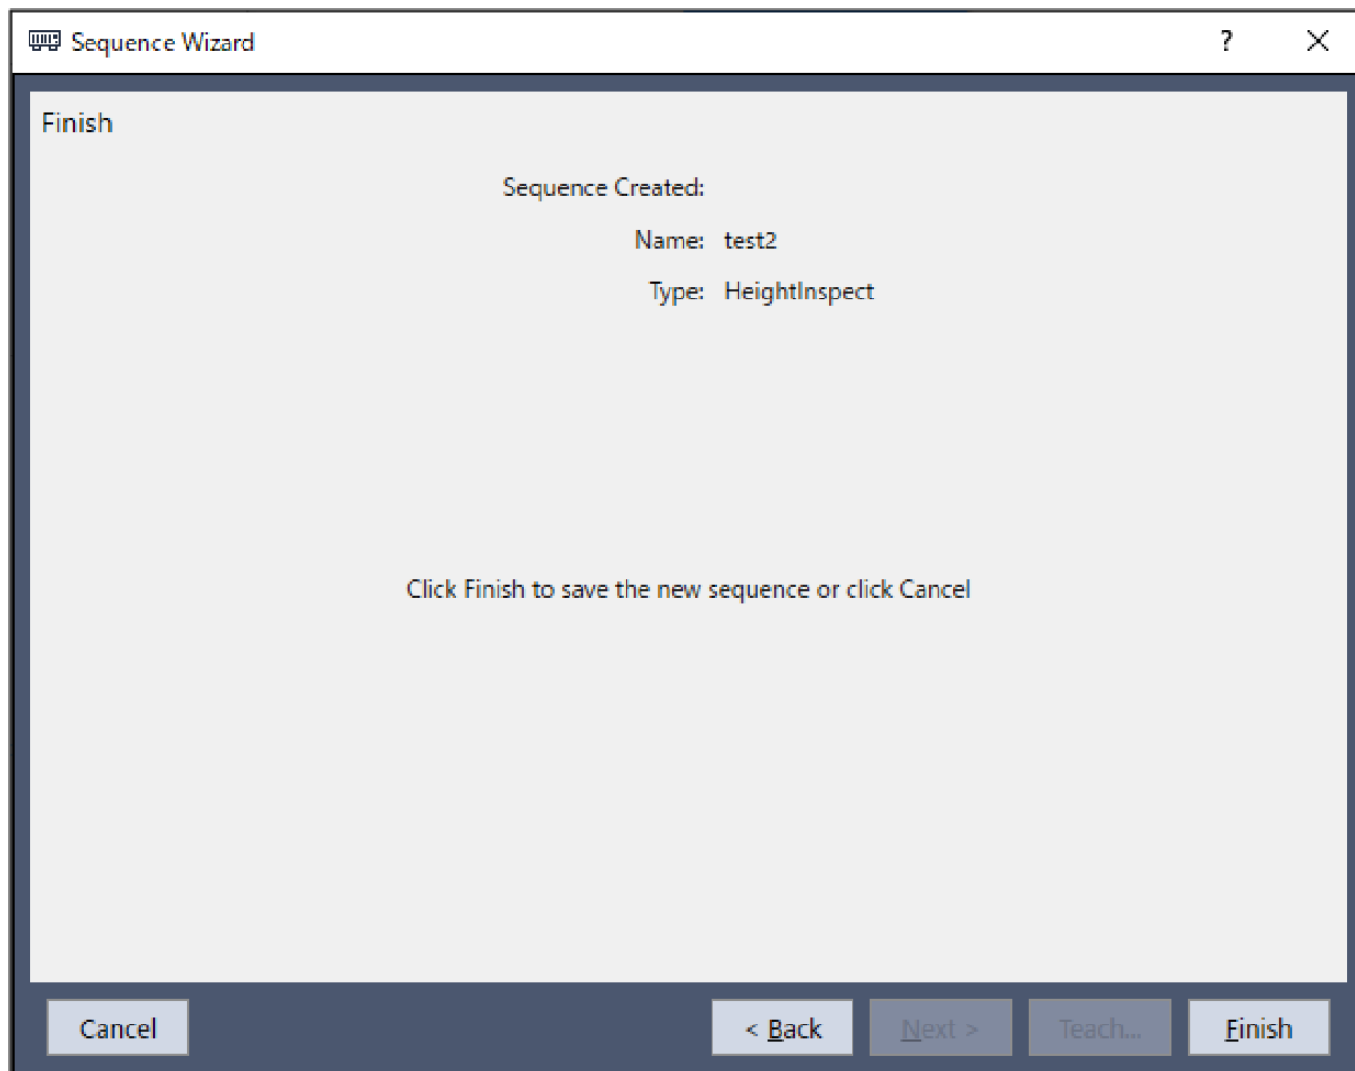 Sequence Wizard
?
Finish
Sequence Created:
Name: test2
Type: HeightInspect
Click Finish to save the new sequence or click Cancel
Cancel
< Back
Next >
Teach...
Finish